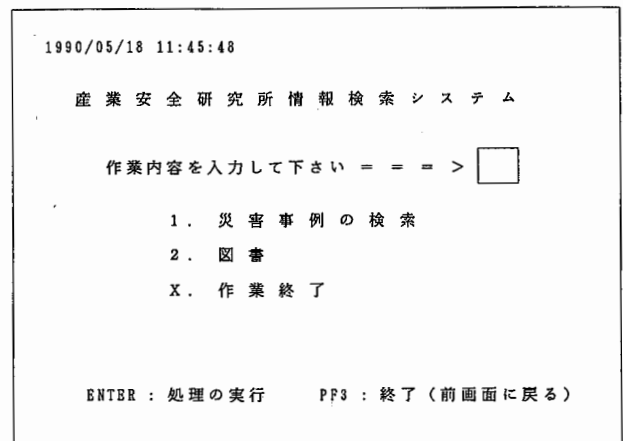 1990/05/18 11:45:48
産業安全研究所情報検索システム
作業内容を入力して下さい = = = >
1. 災害事例の検索
2. 図書
X. 作業終了
ENTER : 処理の実行 PF3 : 終了(前画面に戻る)